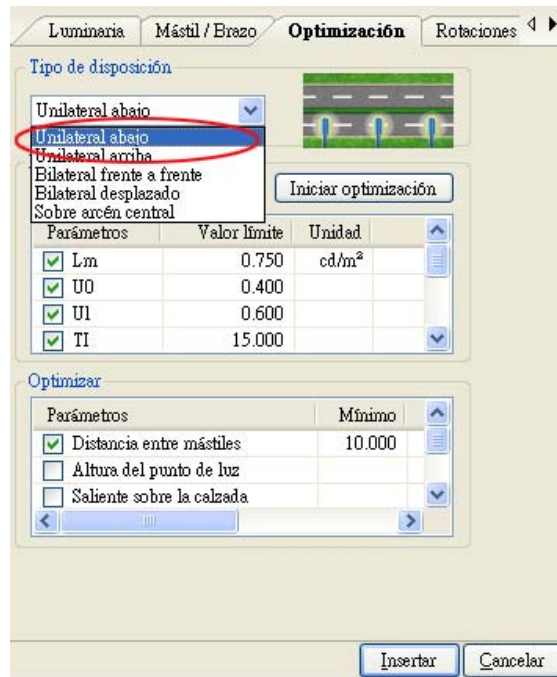 Luminaria Mástil / Brazo Optimización Rotaciones
Tipo de disposición
Unilateral abajo
Unilateral abajo
Unilateral arriba
Bilateral frente a frente
Bilateral desplazado
Sobre arcén central
Iniciar optimización
Parámetros Valor límite Unidad
Lm 0.750 cd/m²
U0 0.400
U1 0.600
TI 15.000
Optimizar
Parámetros Mínimo
Distancia entre mástiles 10.000
Altura del punto de luz
Saliente sobre la calzada
Insertar Cancelar